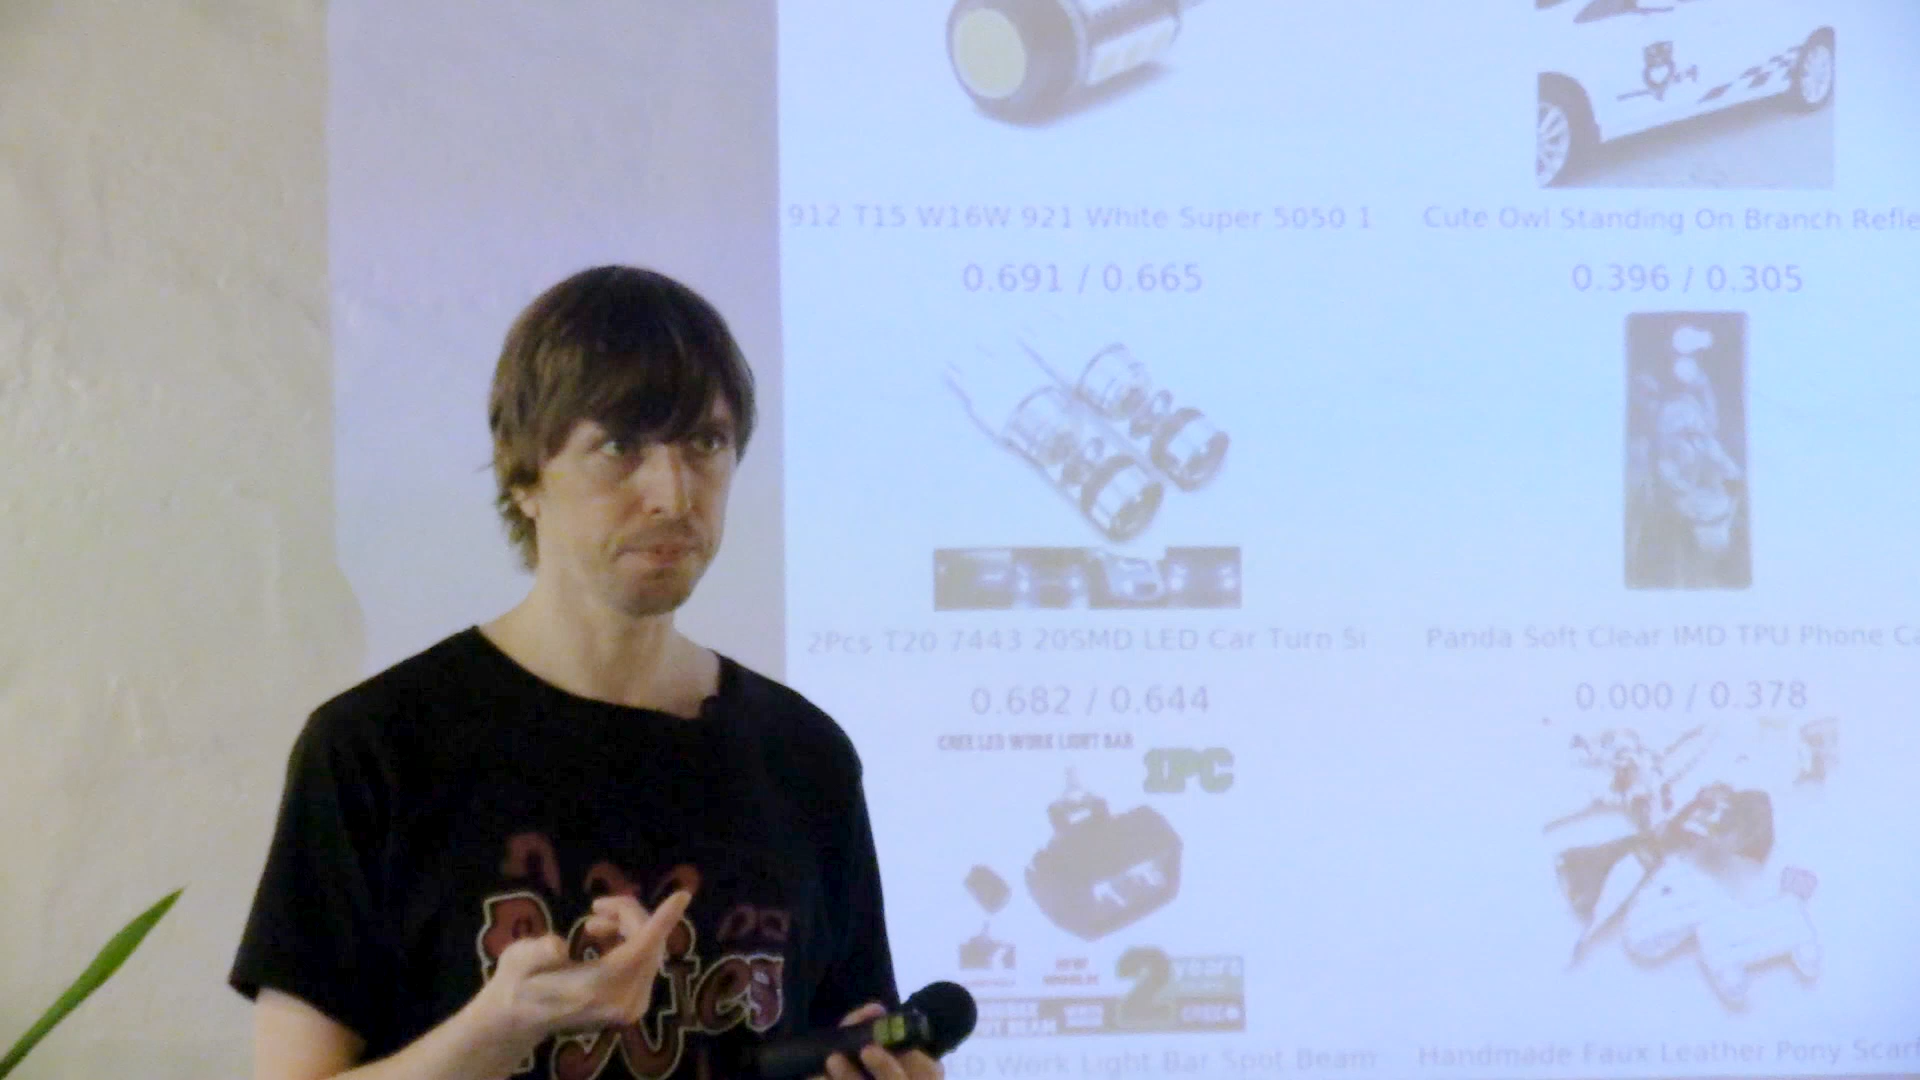 912 T15 W16W 921 White Super 5050 1
Cute Owl Standing On Branch Refle
0.691 / 0.665
0.396 / 0.305
2Pcs T20 7443 20SMD LED Car Turn Si
Panda Soft Clear IMD TPU Phone Ca
0.682 / 0.644
0.000 / 0.378
CREE LED WORK LIGHT BAR
1PC
2 years
ED Work Light Bar Spot Beam
Handmade Faux Leather Pony Scarf